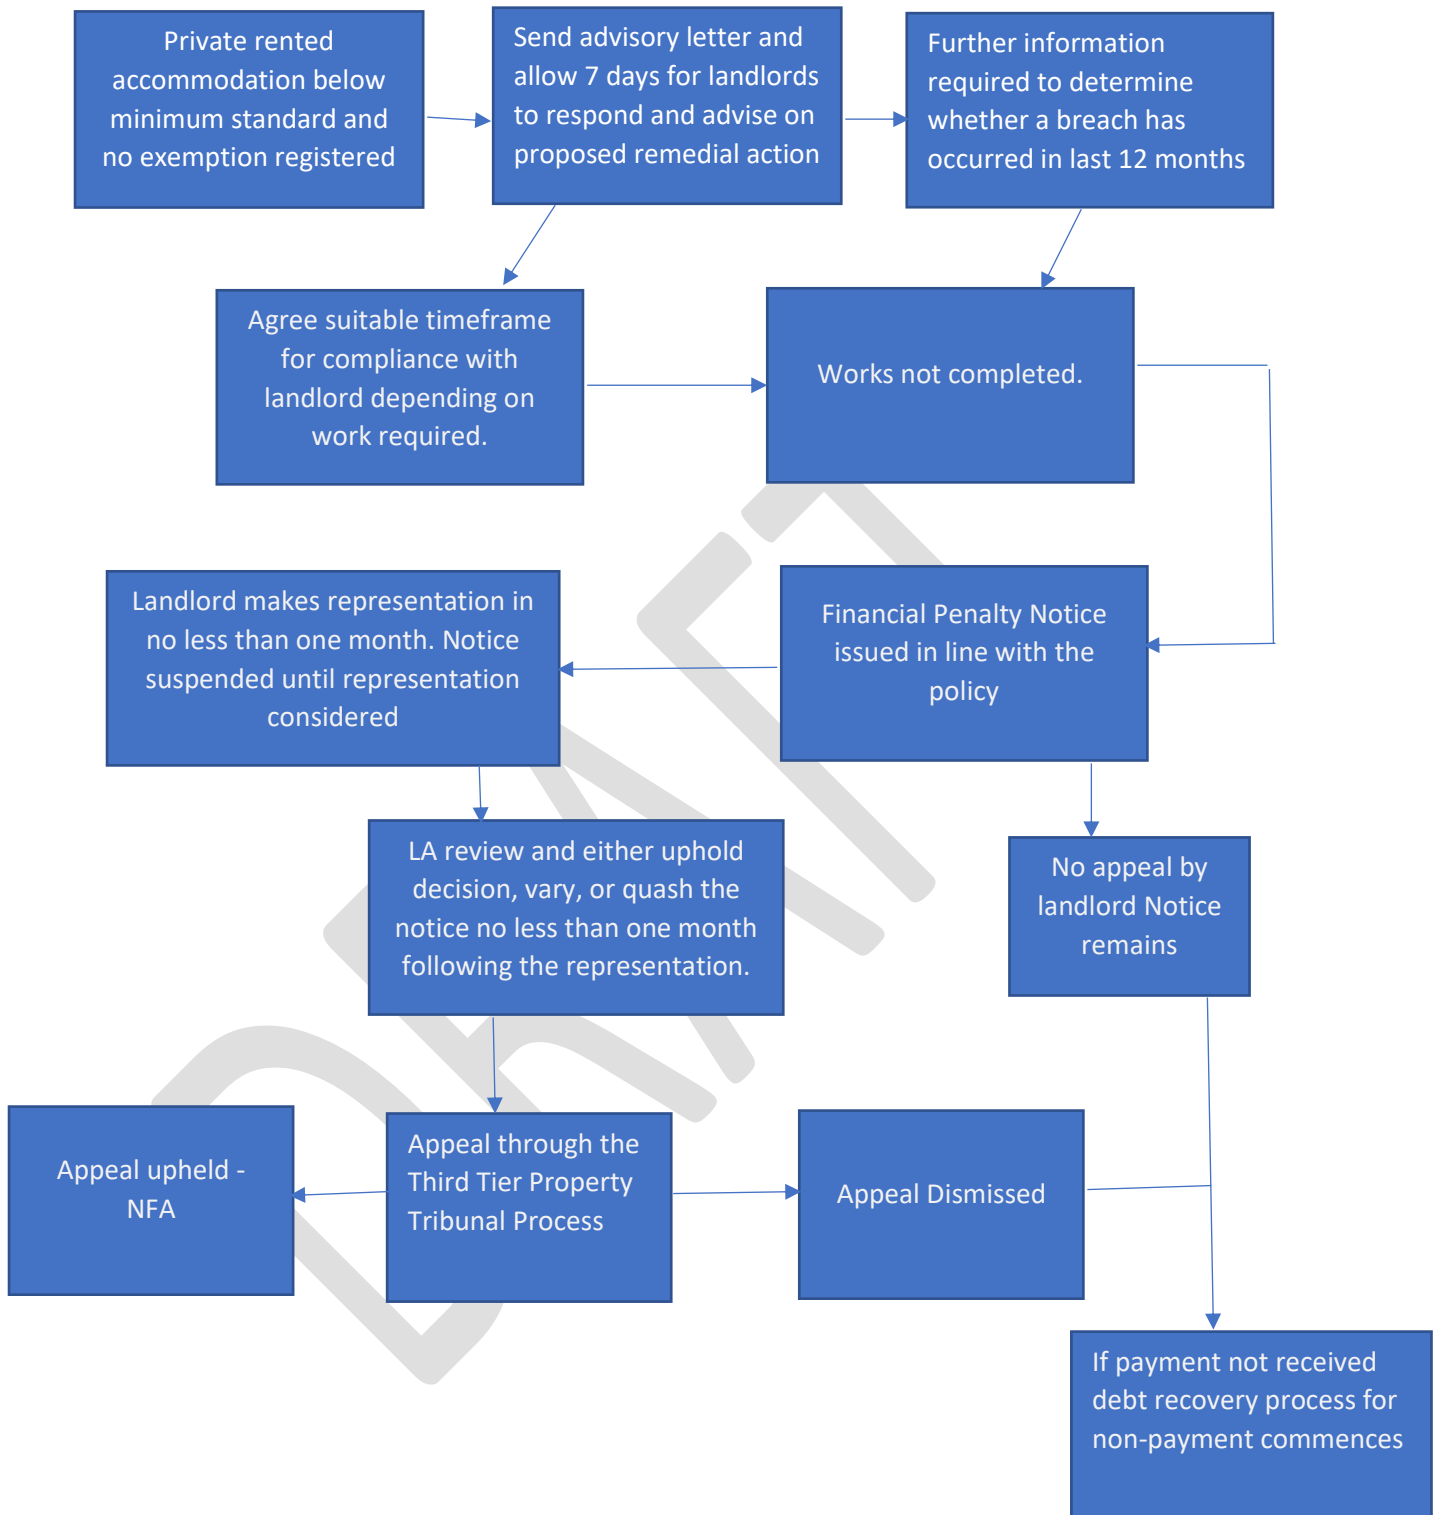 Private rented
accommodation below
minimum standard and
no exemption registered
Send advisory letter and
allow 7 days for landlords
to respond and advise on
proposed remedial action
Further information
required to determine
whether a breach has
occurred in last 12 months
Agree suitable timeframe
for compliance with
landlord depending on
work required.
Works not completed.
Landlord makes representation in
no less than one month. Notice
suspended until representation
considered
Financial Penalty Notice
issued in line with the
policy
LA review and either uphold
decision, vary, or quash the
notice no less than one month
following the representation.
No appeal by
landlord Notice
remains
Appeal upheld -
NFA
Appeal through the
Third Tier Property
Tribunal Process
Appeal Dismissed
If payment not received
debt recovery process for
non-payment commences
DRAFT